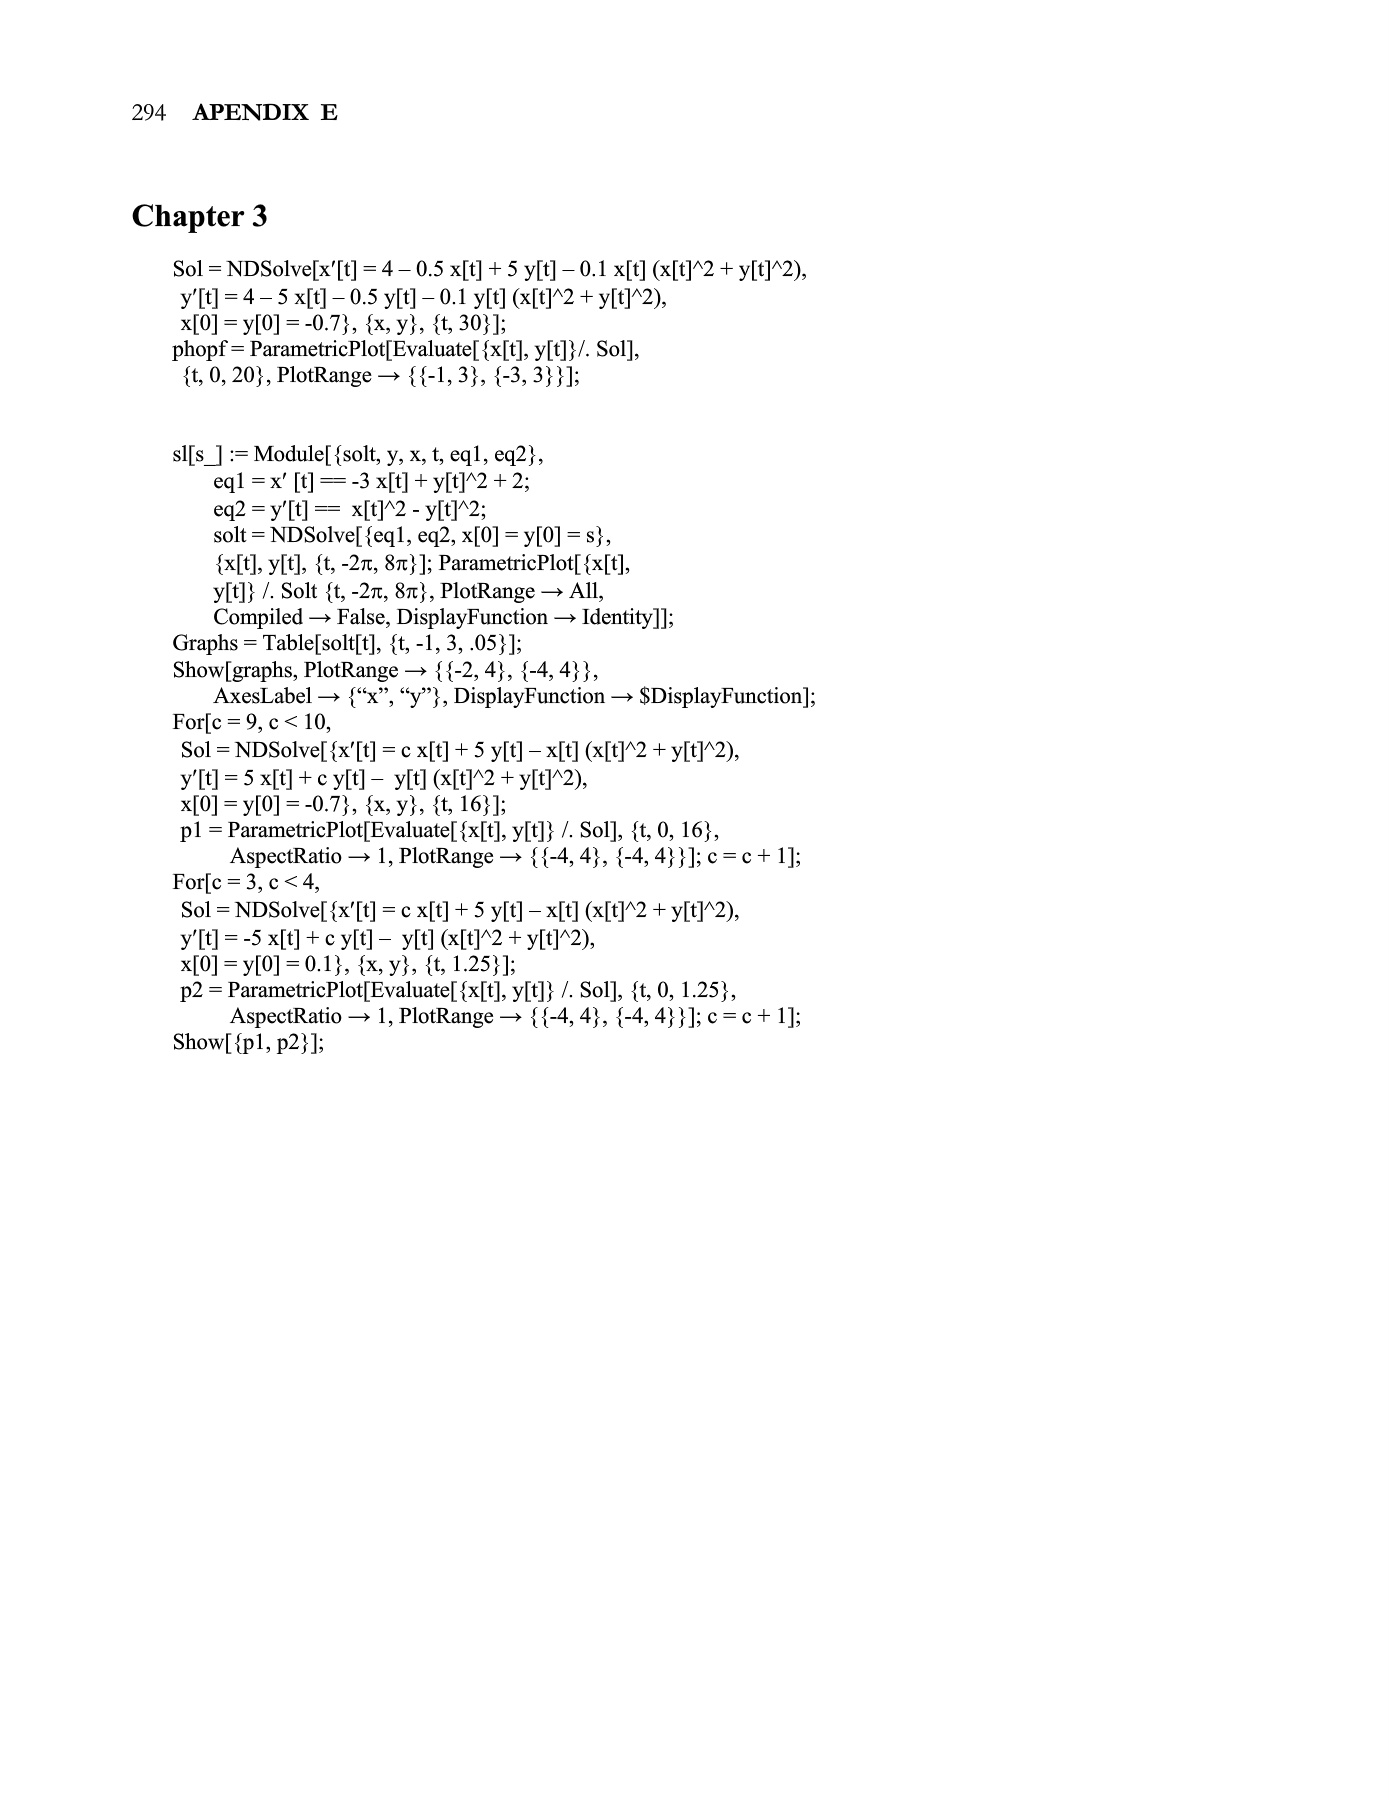 294 APENDIX E
Chapter 3
Sol = NDSolve[x′[t] = 4 – 0.5 x[t] + 5 y[t] – 0.1 x[t] (x[t]^2 + y[t]^2),
y′[t] = 4 – 5 x[t] – 0.5 y[t] – 0.1 y[t] (x[t]^2 + y[t]^2),
x[0] = y[0] = -0.7}, {x, y}, {t, 30}];
phopf = ParametricPlot[Evaluate[{x[t], y[t]}/. Sol],
{t, 0, 20}, PlotRange → {{-1, 3}, {-3, 3}}];
sl[s_] := Module[{solt, y, x, t, eq1, eq2},
eq1 = x′ [t] == -3 x[t] + y[t]^2 + 2;
eq2 = y′[t] == x[t]^2 - y[t]^2;
solt = NDSolve[{eq1, eq2, x[0] = y[0] = s},
{x[t], y[t], {t, -2π, 8π}]; ParametricPlot[{x[t],
y[t]} /. Solt {t, -2π, 8π}, PlotRange → All,
Compiled → False, DisplayFunction → Identity]];
Graphs = Table[solt[t], {t, -1, 3, .05}];
Show[graphs, PlotRange → {{-2, 4}, {-4, 4}},
AxesLabel → {“x”, “y”}, DisplayFunction → $DisplayFunction];
For[c = 9, c < 10,
Sol = NDSolve[{x′[t] = c x[t] + 5 y[t] – x[t] (x[t]^2 + y[t]^2),
y′[t] = 5 x[t] + c y[t] – y[t] (x[t]^2 + y[t]^2),
x[0] = y[0] = -0.7}, {x, y}, {t, 16}];
p1 = ParametricPlot[Evaluate[{x[t], y[t]} /. Sol], {t, 0, 16},
AspectRatio → 1, PlotRange → {{-4, 4}, {-4, 4}}]; c = c + 1];
For[c = 3, c < 4,
Sol = NDSolve[{x′[t] = c x[t] + 5 y[t] – x[t] (x[t]^2 + y[t]^2),
y′[t] = -5 x[t] + c y[t] – y[t] (x[t]^2 + y[t]^2),
x[0] = y[0] = 0.1}, {x, y}, {t, 1.25}];
p2 = ParametricPlot[Evaluate[{x[t], y[t]} /. Sol], {t, 0, 1.25},
AspectRatio → 1, PlotRange → {{-4, 4}, {-4, 4}}]; c = c + 1];
Show[{p1, p2}];